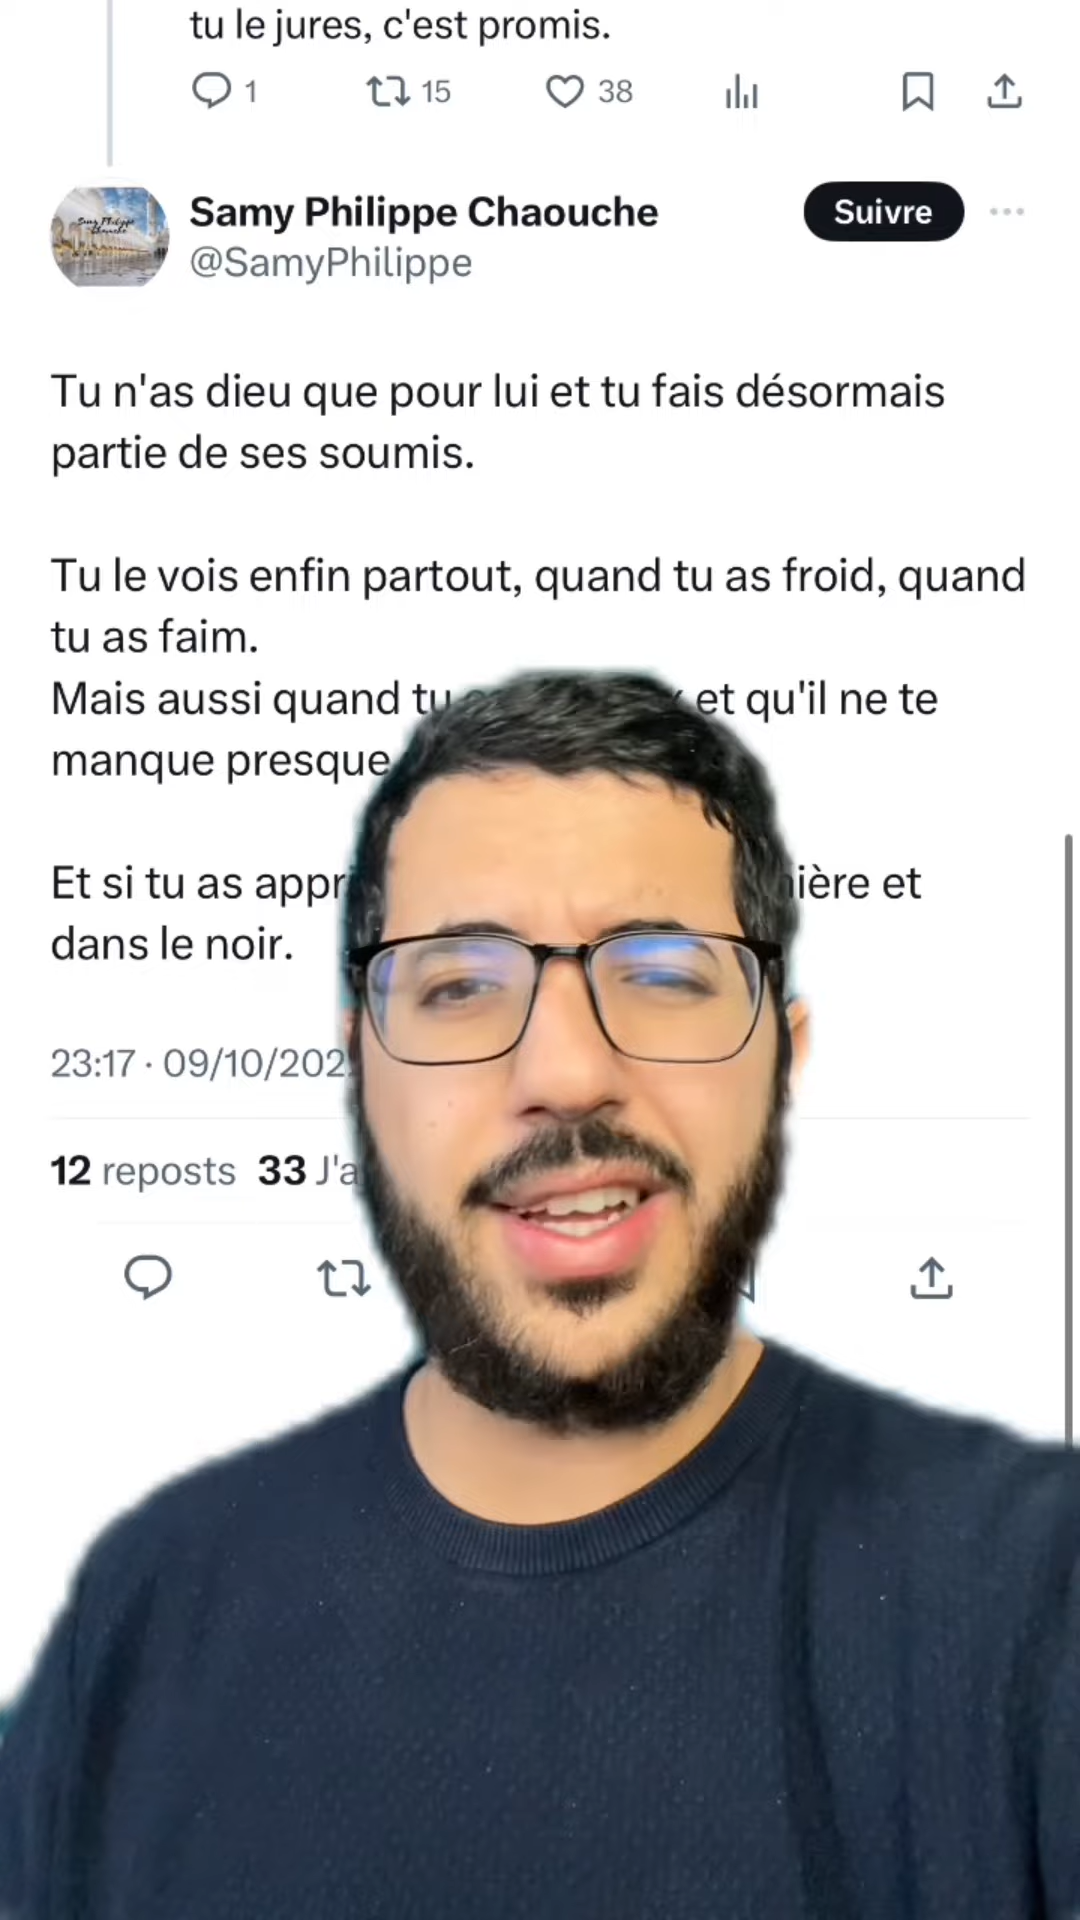 tu le jures, c'est promis.
1 15 38
Samy Philippe Chaouche
Suivre
@SamyPhilippe
Tu n'as dieu que pour lui et tu fais désormais
partie de ses soumis.
Tu le vois enfin partout, quand tu as froid, quand
tu as faim.
Mais aussi quand tu et qu'il ne te
manque presque
Et si tu as et
dans le noir.
23:17 · 09/10/202
12 reposts 33